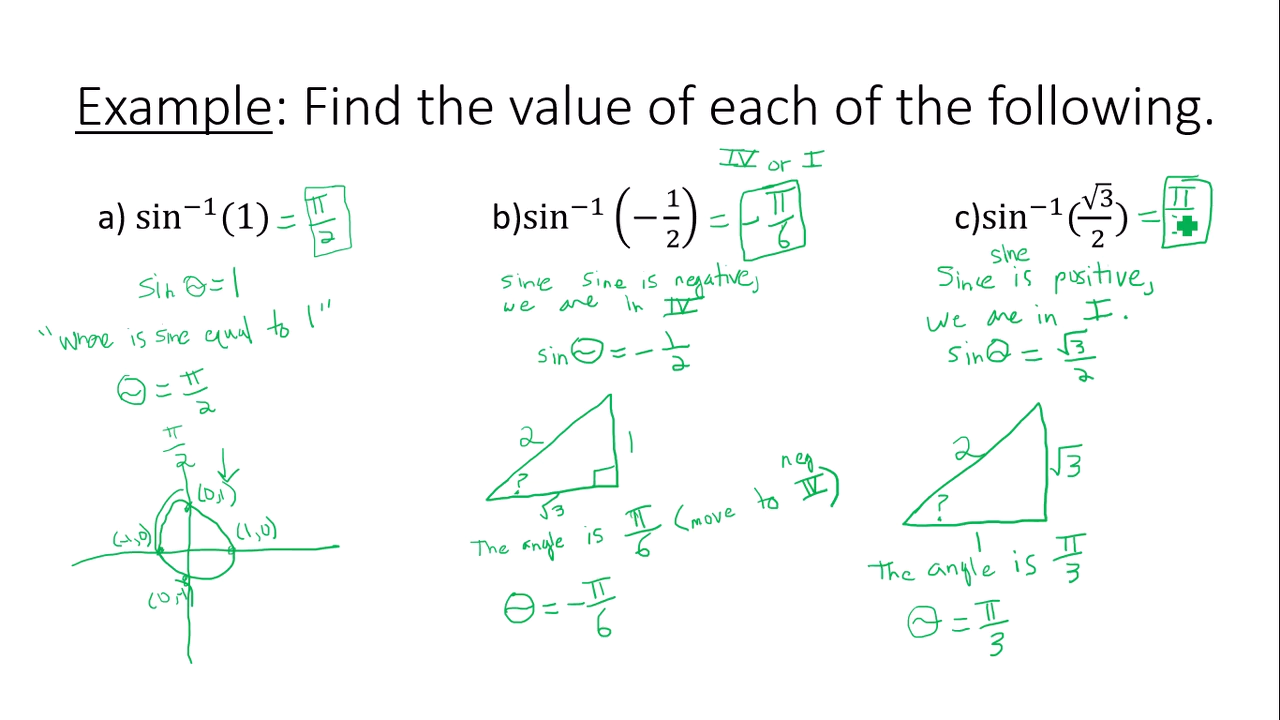 Example: Find the value of each of the following.
IV or I
a) sin⁻¹(1) = π/2
sin θ = 1
"where is sine equal to 1"
θ = π/2
π/2
(0,1)
(-1,0)
(1,0)
(0,-1)
b) sin⁻¹(−1/2) = -π/6
since sine is negative,
we are in IV
sin θ = -1/2
2
1
?
√3
The angle is π/6 (move to neg IV)
θ = -π/6
c) sin⁻¹(√3/2) = π
sine
Since is positive,
we are in I.
sin θ = √3/2
2
√3
?
1
The angle is π/3
θ = π/3